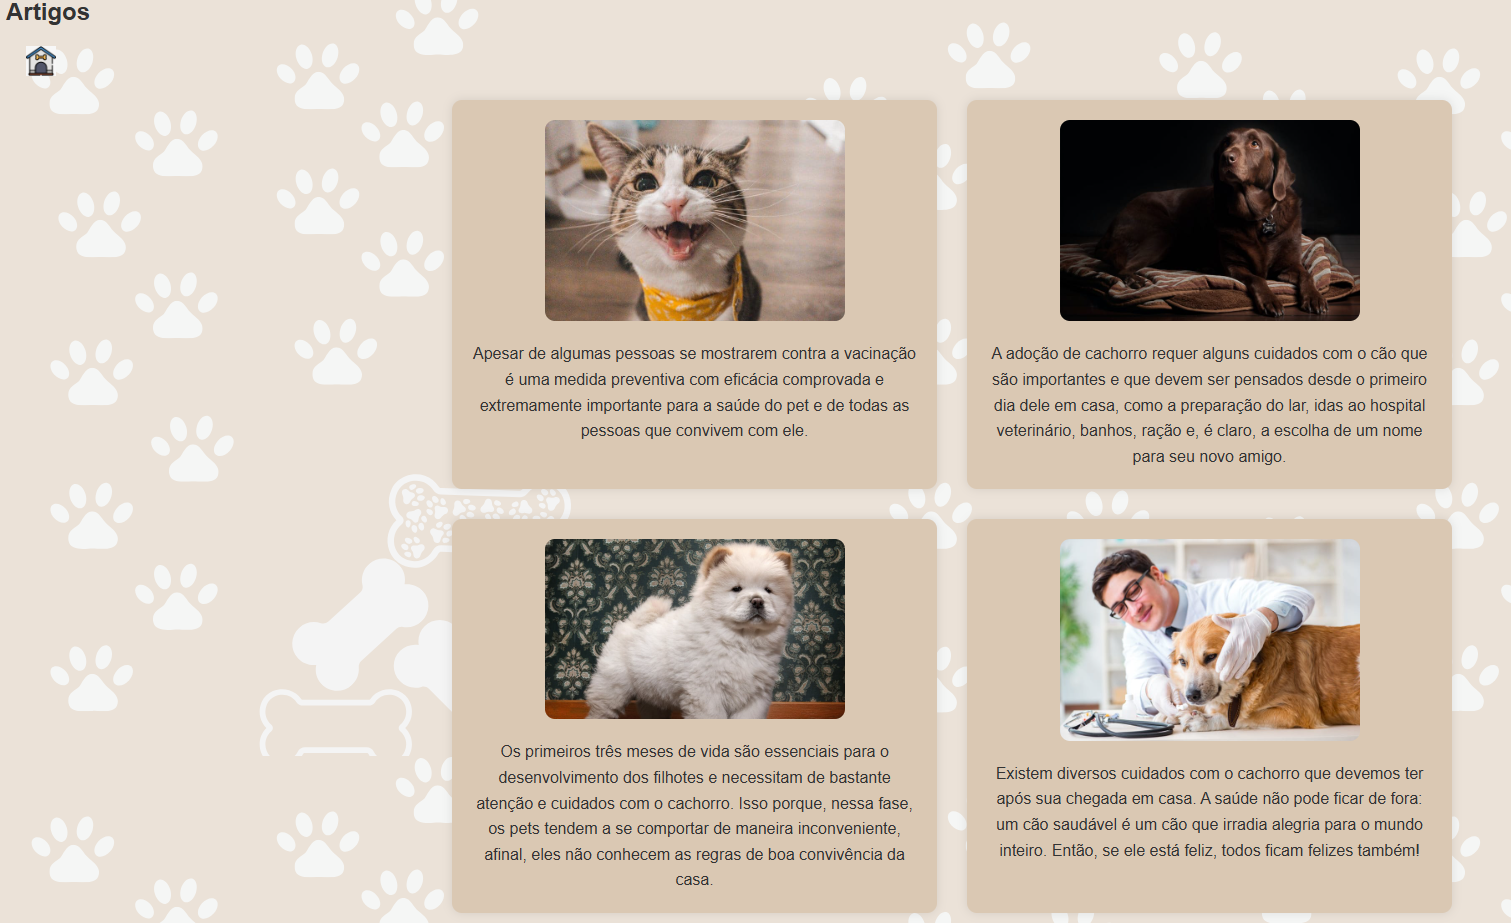 Artigos
Apesar de algumas pessoas se mostrarem contra a vacinação
é uma medida preventiva com eficácia comprovada e
extremamente importante para a saúde do pet e de todas as
pessoas que convivem com ele.
A adoção de cachorro requer alguns cuidados com o cão que
são importantes e que devem ser pensados desde o primeiro
dia dele em casa, como a preparação do lar, idas ao hospital
veterinário, banhos, ração e, é claro, a escolha de um nome
para seu novo amigo.
Os primeiros três meses de vida são essenciais para o
desenvolvimento dos filhotes e necessitam de bastante
atenção e cuidados com o cachorro. Isso porque, nessa fase,
os pets tendem a se comportar de maneira inconveniente,
afinal, eles não conhecem as regras de boa convivência da
casa.
Existem diversos cuidados com o cachorro que devemos ter
após sua chegada em casa. A saúde não pode ficar de fora:
um cão saudável é um cão que irradia alegria para o mundo
inteiro. Então, se ele está feliz, todos ficam felizes também!